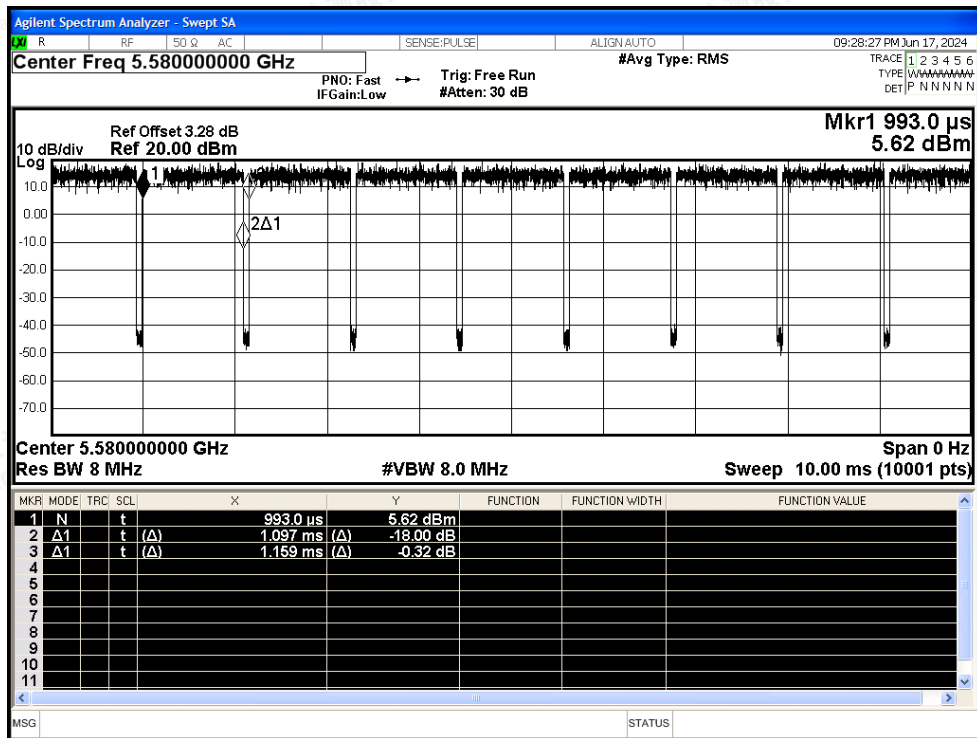 Agilent Spectrum Analyzer - Swept SA
LXI R RF 50 Ω AC SENSE:PULSE ALIGN AUTO 09:28:27 PM Jun 17, 2024
Center Freq 5.580000000 GHz
#Avg Type: RMS
TRACE 1 2 3 4 5 6
PNO: Fast Trig: Free Run
TYPE
IFGain:Low #Atten: 30 dB
DET P N N N N N
Mkr1 993.0 µs
5.62 dBm
Ref Offset 3.28 dB
10 dB/div Ref 20.00 dBm
Log
1
10.0
0.00
2Δ1
-10.0
-20.0
-30.0
-40.0
-50.0
-60.0
-70.0
Center 5.580000000 GHz Span 0 Hz
Res BW 8 MHz #VBW 8.0 MHz Sweep 10.00 ms (10001 pts)
MKR MODE TRC SCL X Y FUNCTION FUNCTION WIDTH FUNCTION VALUE
1 N t 993.0 µs 5.62 dBm
2 Δ1 t (Δ) 1.097 ms (Δ) -18.00 dB
3 Δ1 t (Δ) 1.159 ms (Δ) -0.32 dB
4
5
6
7
8
9
10
11
MSG STATUS